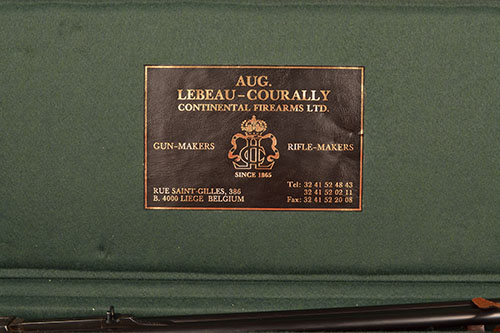 AUG.
LEBEAU-COURALLY
CONTINENTAL FIREARMS LTD.
GUN-MAKERS
RIFLE-MAKERS
SINCE 1865
RUE SAINT-GILLES, 386
B. 4000 LIEGE BELGIUM
Tel: 32 41 52 48 43
32 41 52 02 11
Fax: 32 41 52 20 08